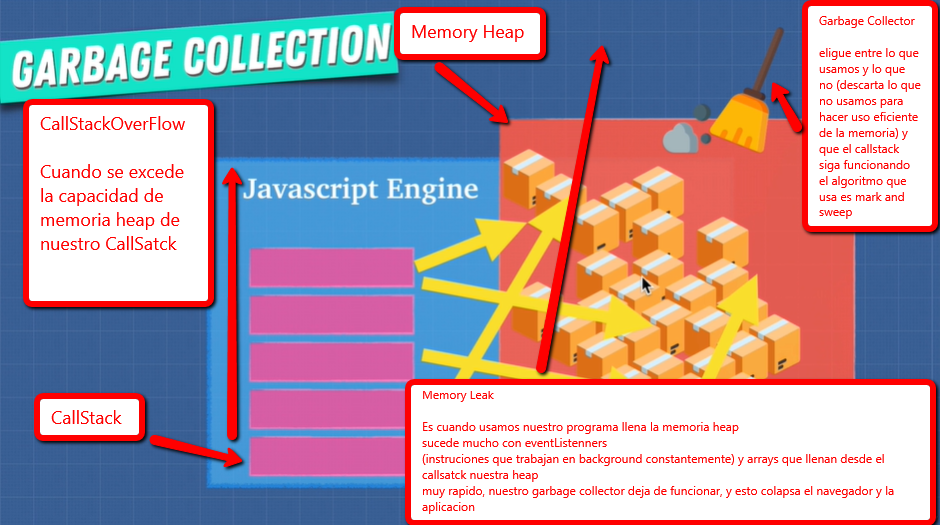 GARBAGE COLLECTION
Memory Heap
Garbage Collector
eligue entre lo que
usamos y lo que
no (descarta lo que
no usamos para
hacer uso eficiente
de la memoria) y
que el callstack
siga funcionando
el algoritmo que
usa es mark and
sweep
CallStackOverFlow
Cuando se excede
la capacidad de
memoria heap de
nuestro CallSatck
Javascript Engine
CallStack
Memory Leak
Es cuando usamos nuestro programa llena la memoria heap
sucede mucho con eventListenners
(instruciones que trabajan en background constantemente) y arrays que llenan desde el
callsatck nuestra heap
muy rapido, nuestro garbage collector deja de funcionar, y esto colapsa el navegador y la
aplicacion